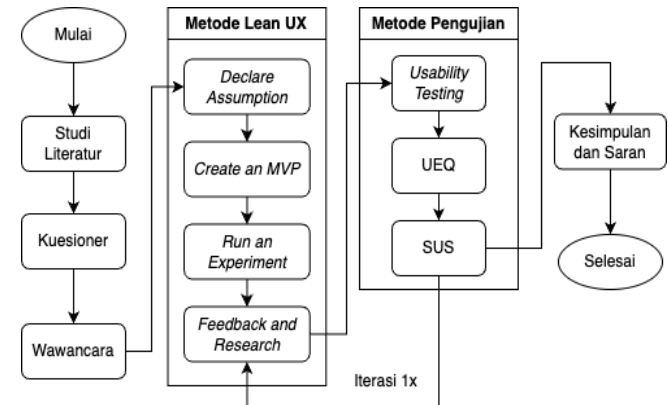 Mulai
Studi
Literatur
Kuesioner
Wawancara
Metode Lean UX
Declare
Assumption
Create an MVP
Run an
Experiment
Feedback and
Research
Metode Pengujian
Usability
Testing
UEQ
SUS
Iterasi 1x
Kesimpulan
dan Saran
Selesai